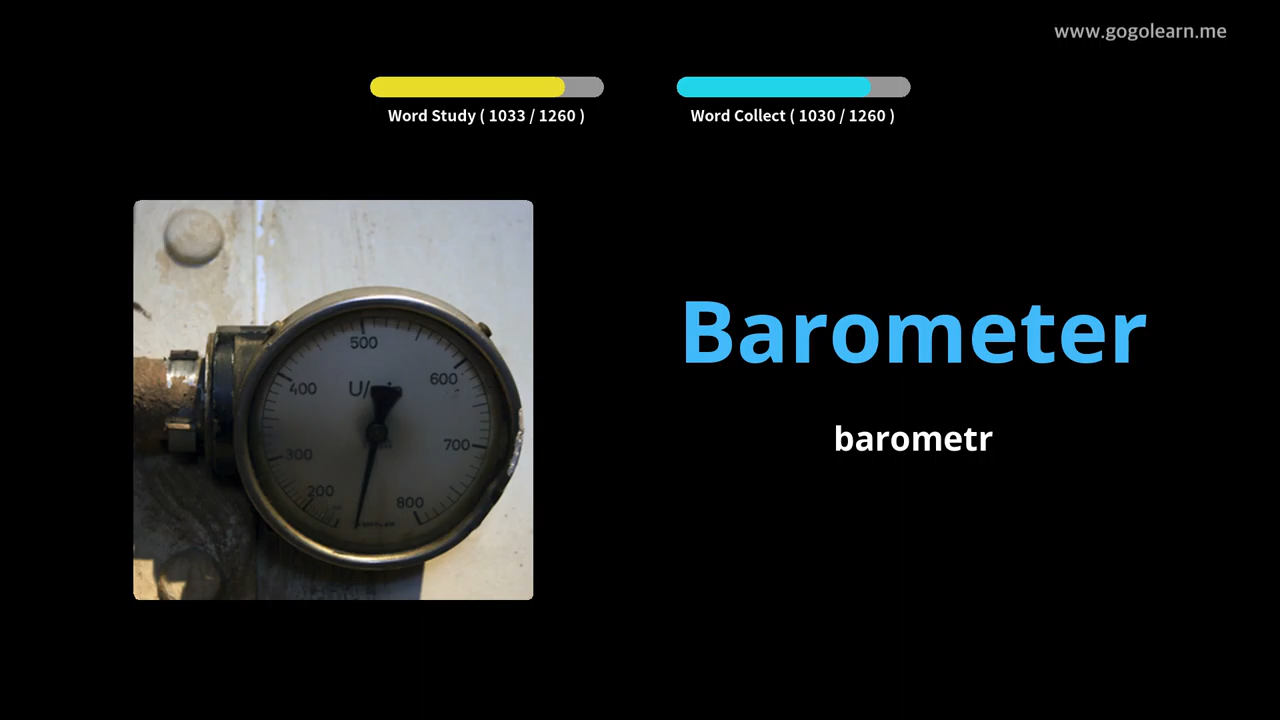 www.gogolearn.me
Word Study ( 1033 / 1260 )
Word Collect ( 1030 / 1260 )
500
400
600
300
700
200
800
Barometer
barometr